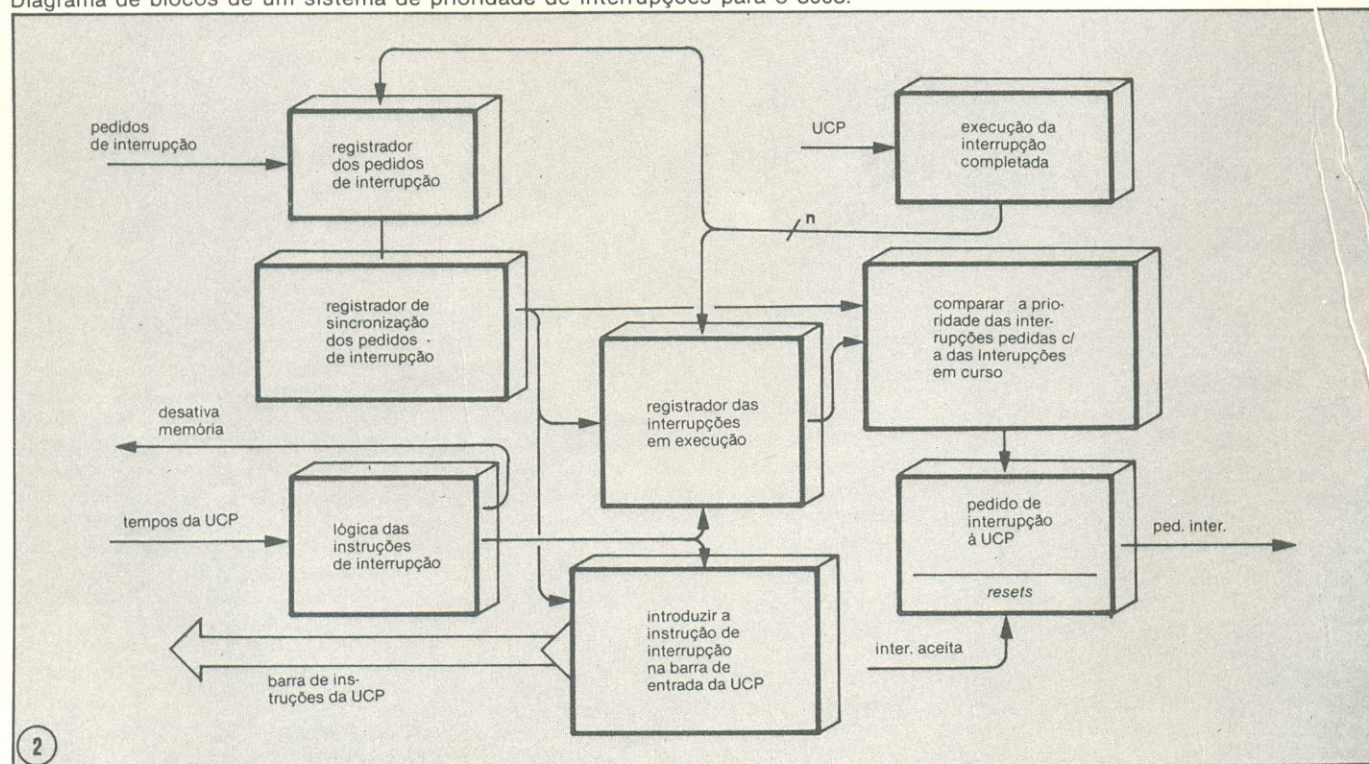 Diagrama de blocos de um sistema de prioridade de interrupções para o 8008.
pedidos
de interrupção
registrador
dos pedidos
de interrupção
UCP
execução da
interrupção
completada
n
registrador de
sincronização
dos pedidos
de interrupção
comparar a prio-
ridade das inter-
rupções pedidas c/
a das interupções
em curso
registrador das
interrupções
em execução
desativa
memória
tempos da UCP
lógica das
instruções
de interrupção
pedido de
interrupção
à UCP
resets
ped. inter.
introduzir a
instrução de
interrupção
na barra de
entrada da UCP
inter. aceita
barra de ins-
truções da UCP
2